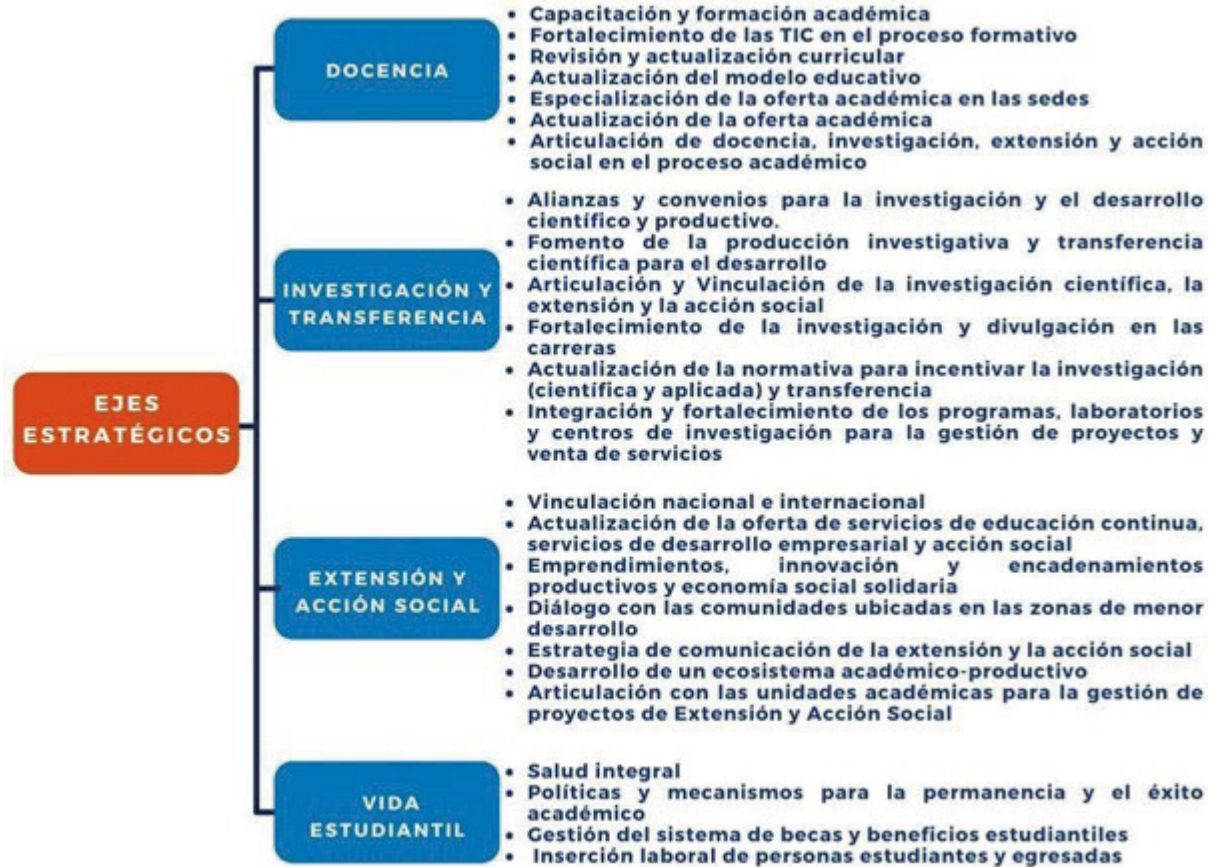 EJES
ESTRATÉGICOS
DOCENCIA
• Capacitación y formación académica
• Fortalecimiento de las TIC en el proceso formativo
• Revisión y actualización curricular
• Actualización del modelo educativo
• Especialización de la oferta académica en las sedes
• Actualización de la oferta académica
• Articulación de docencia, investigación, extensión y acción
social en el proceso académico
INVESTIGACIÓN Y
TRANSFERENCIA
• Alianzas y convenios para la investigación y el desarrollo
científico y productivo.
• Fomento de la producción investigativa y transferencia
científica para el desarrollo
• Articulación y Vinculación de la investigación científica, la
extensión y la acción social
• Fortalecimiento de la investigación y divulgación en las
carreras
• Actualización de la normativa para incentivar la investigación
(científica y aplicada) y transferencia
• Integración y fortalecimiento de los programas, laboratorios
y centros de investigación para la gestión de proyectos y
venta de servicios
EXTENSIÓN Y
ACCIÓN SOCIAL
• Vinculación nacional e internacional
• Actualización de la oferta de servicios de educación continua,
servicios de desarrollo empresarial y acción social
• Emprendimientos, innovación y encadenamientos
productivos y economía social solidaria
• Diálogo con las comunidades ubicadas en las zonas de menor
desarrollo
• Estrategia de comunicación de la extensión y la acción social
• Desarrollo de un ecosistema académico-productivo
• Articulación con las unidades académicas para la gestión de
proyectos de Extensión y Acción Social
VIDA
ESTUDIANTIL
• Salud integral
• Políticas y mecanismos para la permanencia y el éxito
académico
• Gestión del sistema de becas y beneficios estudiantiles
• Inserción laboral de personas estudiantes y egresadas